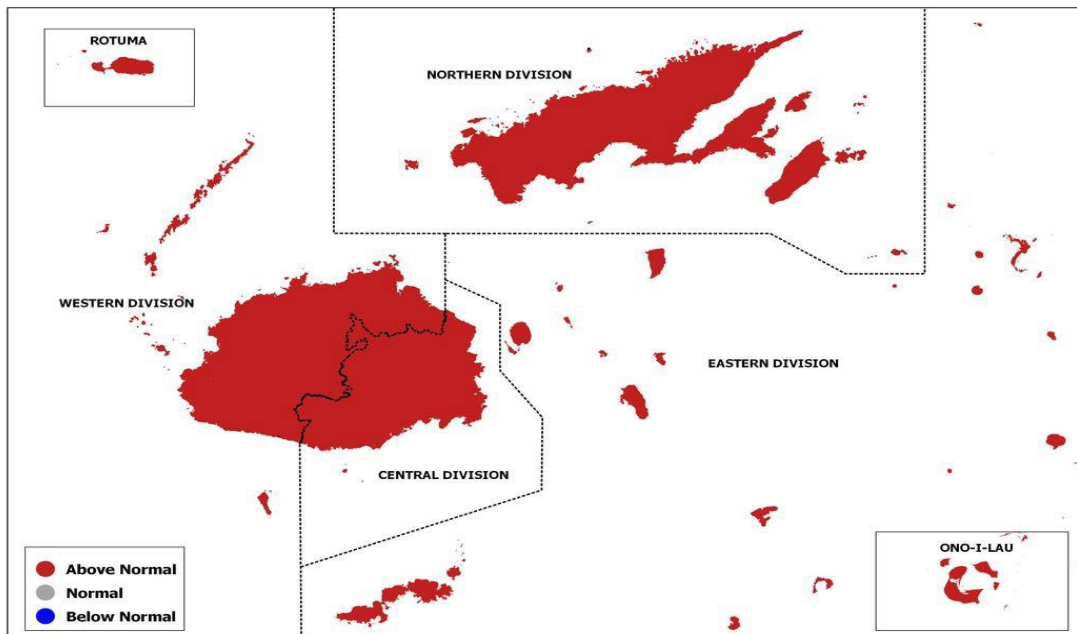 ROTUMA
NORTHERN DIVISION
WESTERN DIVISION
EASTERN DIVISION
CENTRAL DIVISION
ONO-I-LAU
Above Normal
Normal
Below Normal